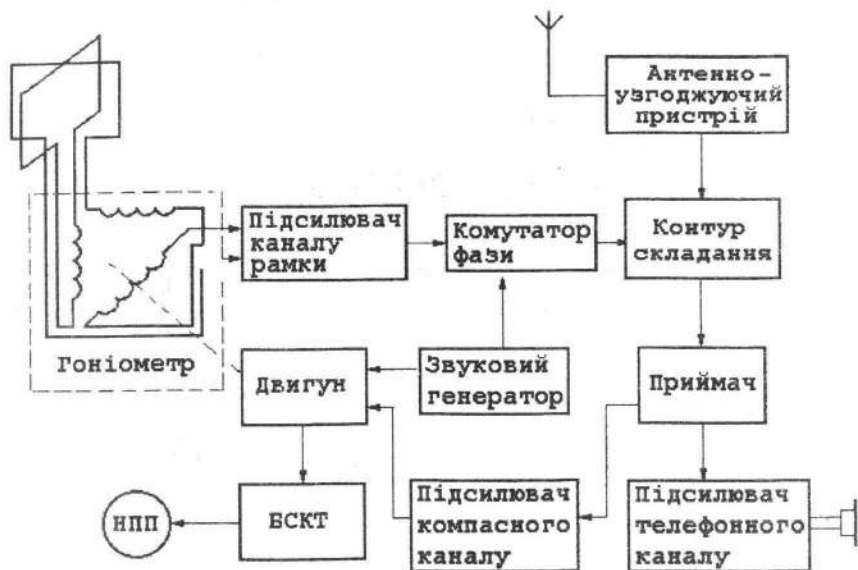 Антенно-
узгоджуючий
пристрій
Підсилювач
каналу
рамки
Комутатор
фази
Контур
складання
Гоніометр
Двигун
Звуковий
генератор
Приймач
НПП
БСКТ
Підсилювач
компасного
каналу
Підсилювач
телефонного
каналу